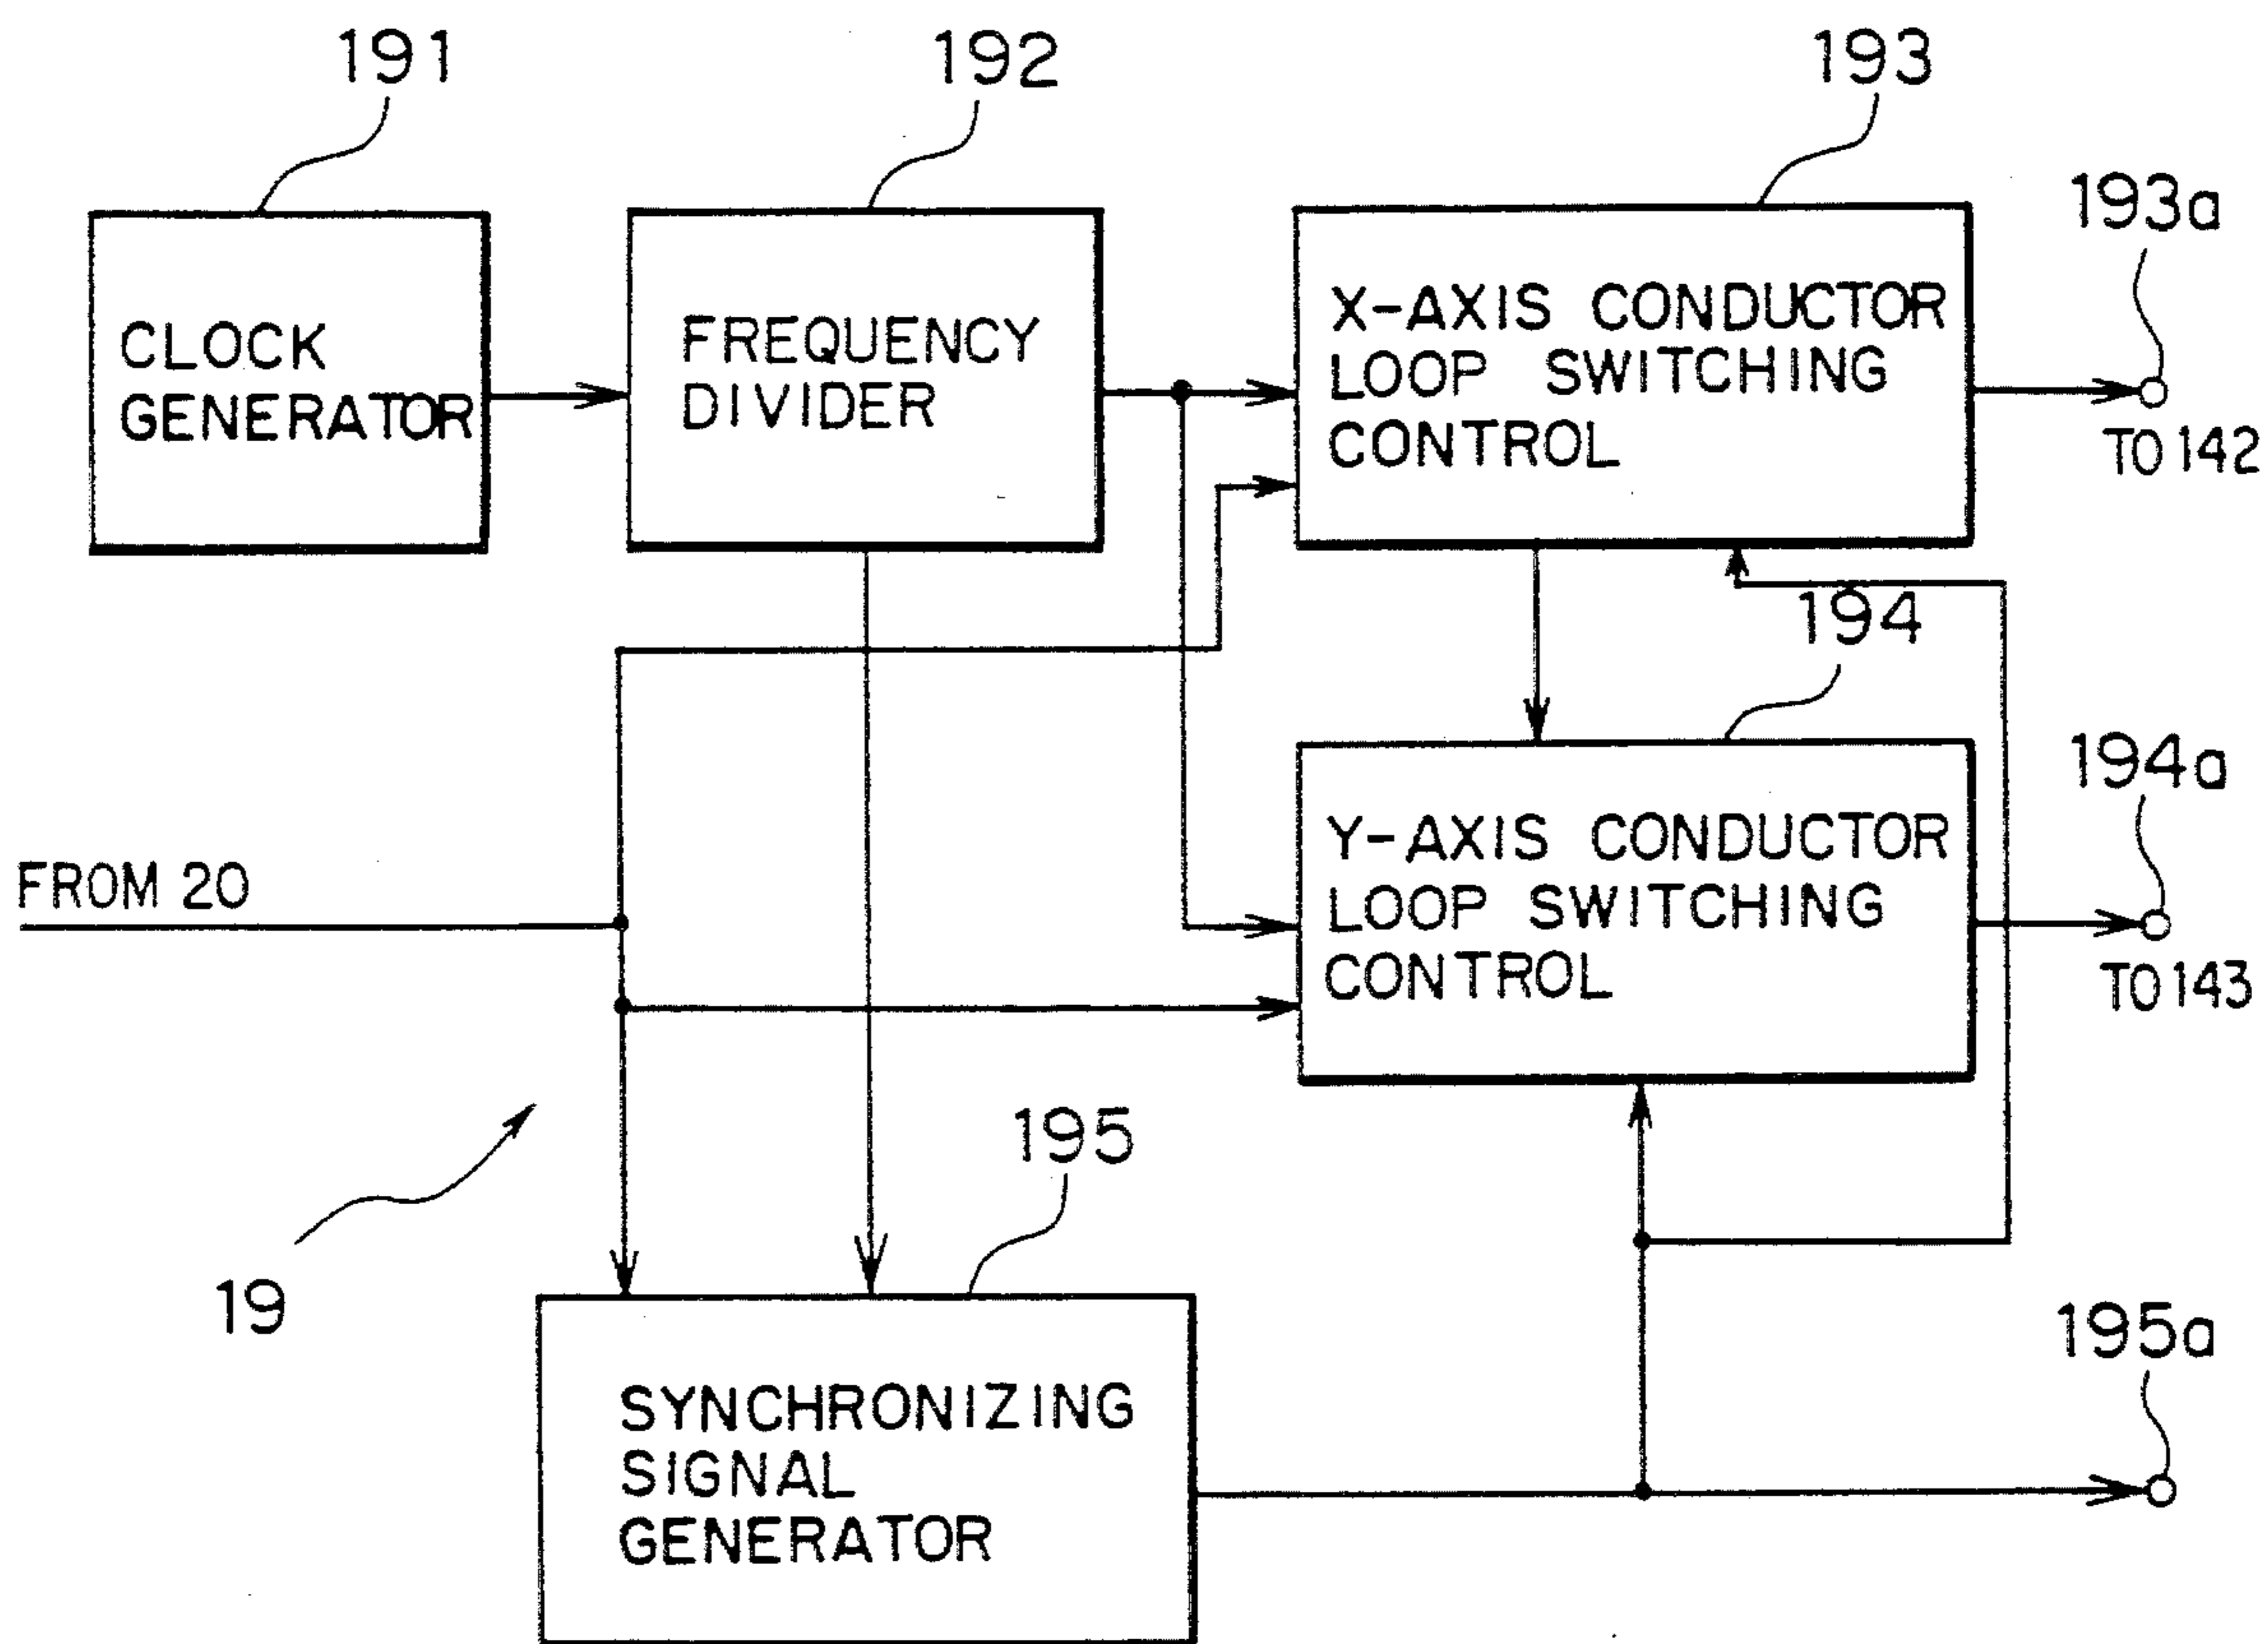 191
192
193
193a
CLOCK
GENERATOR
FREQUENCY
DIVIDER
X-AXIS CONDUCTOR
LOOP SWITCHING
CONTROL
TO 142
194
194a
FROM 20
Y-AXIS CONDUCTOR
LOOP SWITCHING
CONTROL
TO 143
195
19
195a
SYNCHRONIZING
SIGNAL
GENERATOR